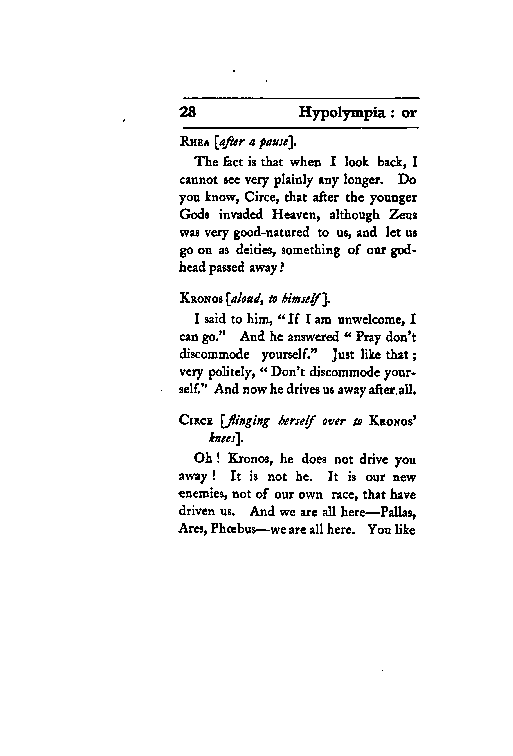 28 Hypolympia : or
RHEA [after a pause].
The fact is that when I look back, I
cannot see very plainly any longer. Do
you know, Circe, that after the younger
Gods invaded Heaven, although Zeus
was very good-natured to us, and let us
go on as deities, something of our god-
head passed away?
KRONOS [aloud, to himself].
I said to him, “If I am unwelcome, I
can go.” And he answered “ Pray don’t
discommode yourself.” Just like that ;
very politely, “ Don’t discommode your-
self.” And now he drives us away after all.
CIRCE [flinging herself over to KRONOS’
knees].
Oh ! Kronos, he does not drive you
away ! It is not he. It is our new
enemies, not of our own race, that have
driven us. And we are all here—Pallas,
Ares, Phœbus—we are all here. You like